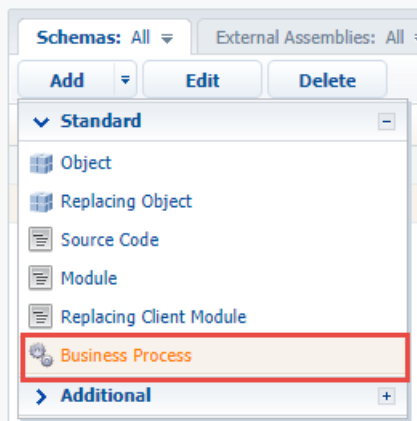 Schemas: All External Assemblies: All
Add Edit Delete
Standard
Object
Replacing Object
Source Code
Module
Replacing Client Module
Business Process
Additional